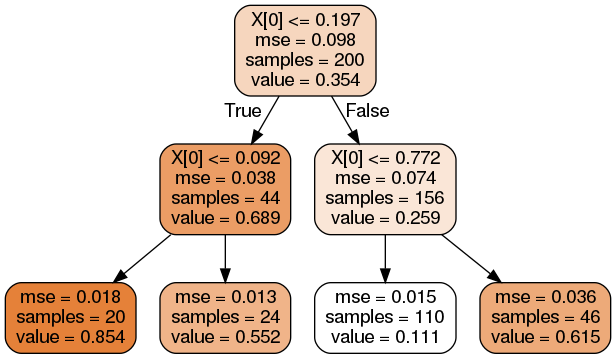 X[0] <= 0.197
mse = 0.098
samples = 200
value = 0.354
True
False
X[0] <= 0.092
mse = 0.038
samples = 44
value = 0.689
X[0] <= 0.772
mse = 0.074
samples = 156
value = 0.259
mse = 0.018
samples = 20
value = 0.854
mse = 0.013
samples = 24
value = 0.552
mse = 0.015
samples = 110
value = 0.111
mse = 0.036
samples = 46
value = 0.615